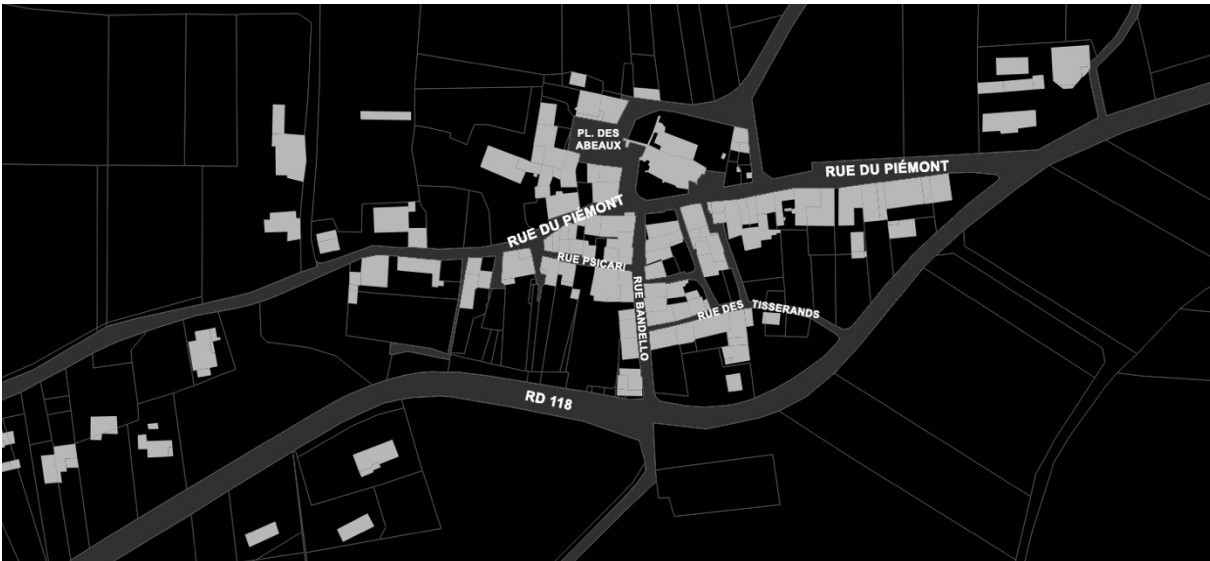 PL. DES
ABEAUX
RUE DU PIÉMONT
RUE DU PIÉMONT
RUE PSICARI
RUE BANDELLO
RUE DES TISSERANDS
RD 118